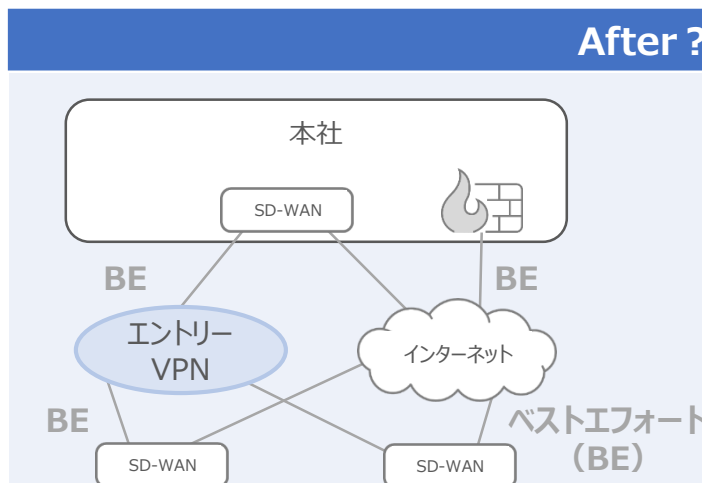 After?
本社
SD-WAN
BE
BE
エントリー
VPN
インターネット
BE
ベストエフォート
（BE）
SD-WAN
SD-WAN